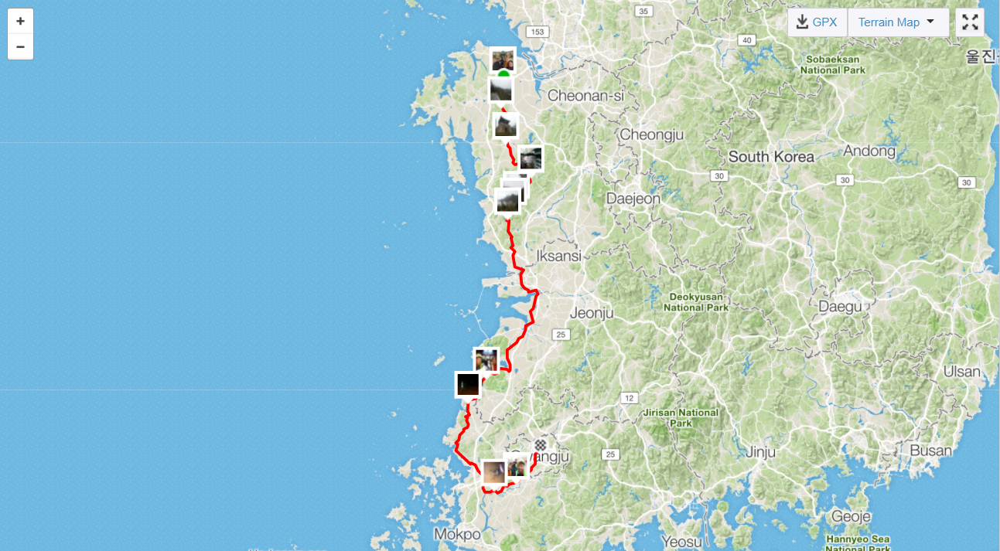 +
−
GPX
Terrain Map
35
153
40
울진
Sobaeksan
National Park
Cheonan-si
Cheongju
Andong
South Korea
30
30
30
Daejeon
Iksansi
Deokyusan
National Park
Daegu
Jeonju
25
Ulsan
12
Jirisan National
Park
25
Gwangju
Jinju
Busan
Geoje
Mokpo
Yeosu
Hannyeo Sea
National Park